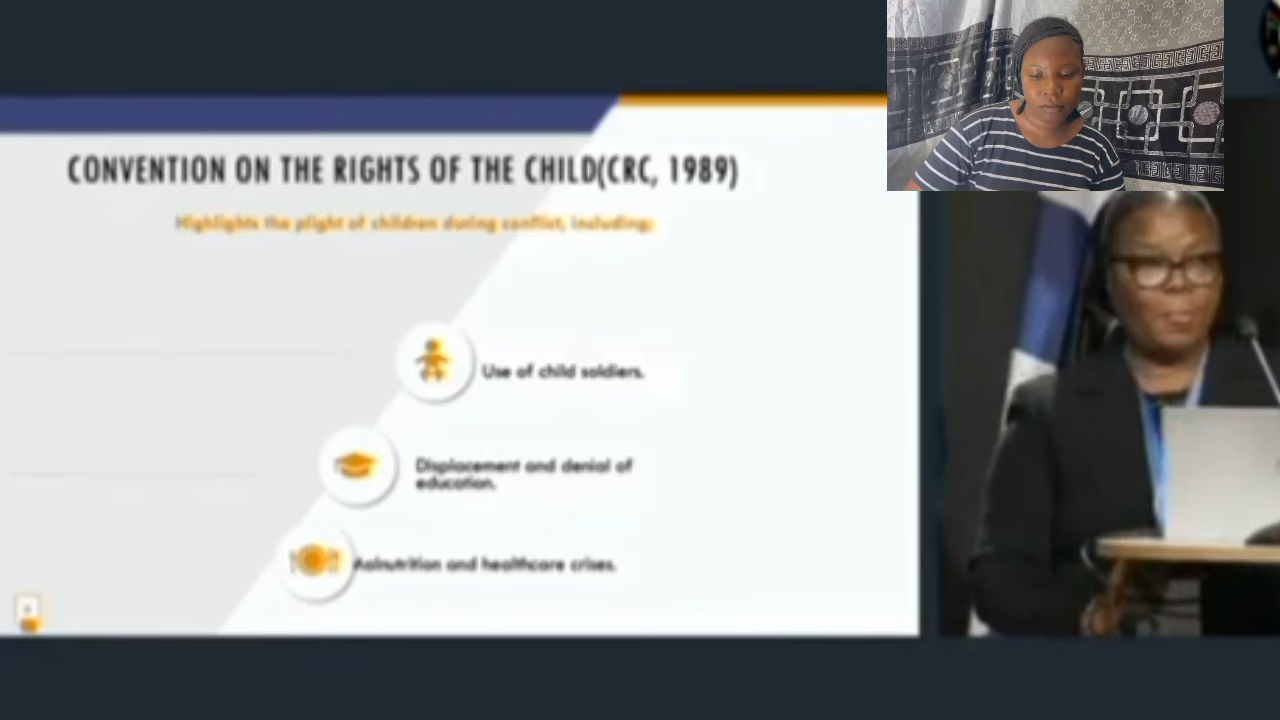 CONVENTION ON THE RIGHTS OF THE CHILD(CRC, 1989)
Highlights the plight of children during conflict, including:
Use of child soldiers.
Displacement and denial of
education.
Malnutrition and healthcare crises.